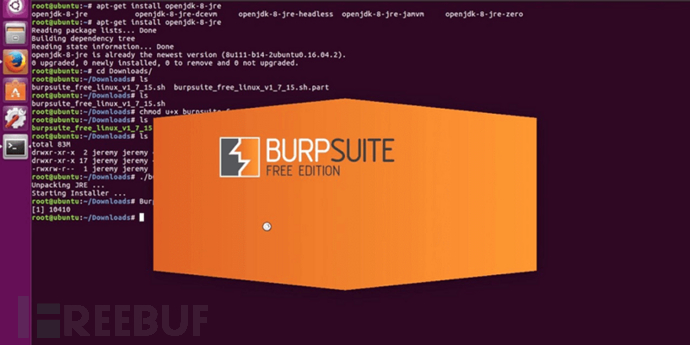 root@ubuntu:~# apt-get install openjdk-8-jre
openjdk-8-jre openjdk-8-jre-dcevm openjdk-8-jre-headless openjdk-8-jre-jamvm openjdk-8-jre-zero
root@ubuntu:~# apt-get install openjdk-8-jre
Reading package lists... Done
Building dependency tree
Reading state information... Done
openjdk-8-jre is already the newest version (8u111-b14-2ubuntu0.16.04.2).
0 upgraded, 0 newly installed, 0 to remove and 0 not upgraded.
root@ubuntu:~# cd Downloads/
root@ubuntu:~/Downloads# ls
burpsuite_free_linux_v1_7_15.sh burpsuite_free_linux_v1_7_15.sh.part
root@ubuntu:~/Downloads# ls
burpsuite_free_linux_v1_7_15.sh
root@ubuntu:~/Downloads# chmod u+x burpsuite
root@ubuntu:~/Downloads# ls
burpsuite_free_linux_v1_7_15
root@ubuntu:~/Downloads# ls
total 83M
drwxr-xr-x 2 jeremy jeremy
drwxr-xr-x 17 jeremy jeremy
-rwxrw-r-- 1 jeremy jeremy
root@ubuntu:~/Downloads# ./bu
Unpacking JRE ...
Starting Installer ...
root@ubuntu:~/Downloads# Bur
[1] 10410
root@ubuntu:~/Downloads#
BURPSUITE
FREE EDITION
FREEBUF